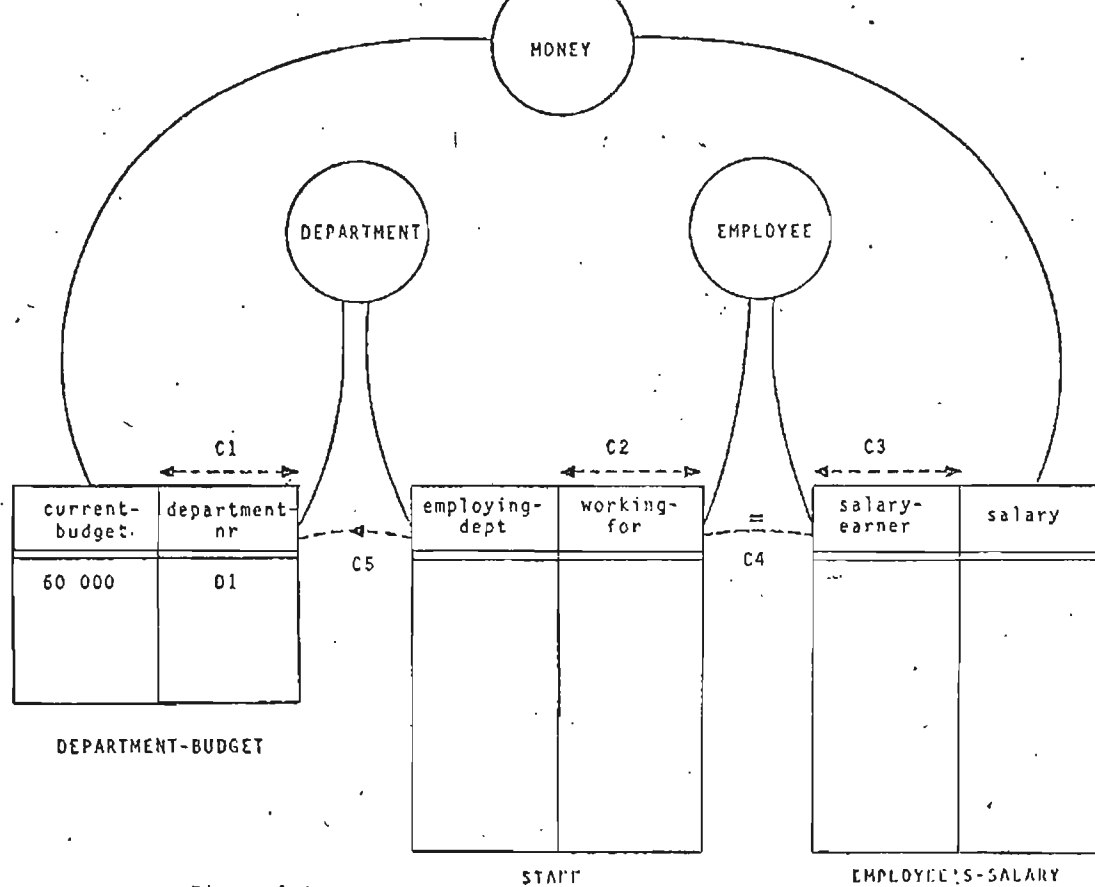 MONEY
DEPARTMENT
EMPLOYEE
C1
C2
C3
current-
budget
department-
nr
employing-
dept
working-
for
salary-
earner
salary
=
C5
C4
60 000
D1
DEPARTMENT-BUDGET
STAFF
EMPLOYEE'S-SALARY